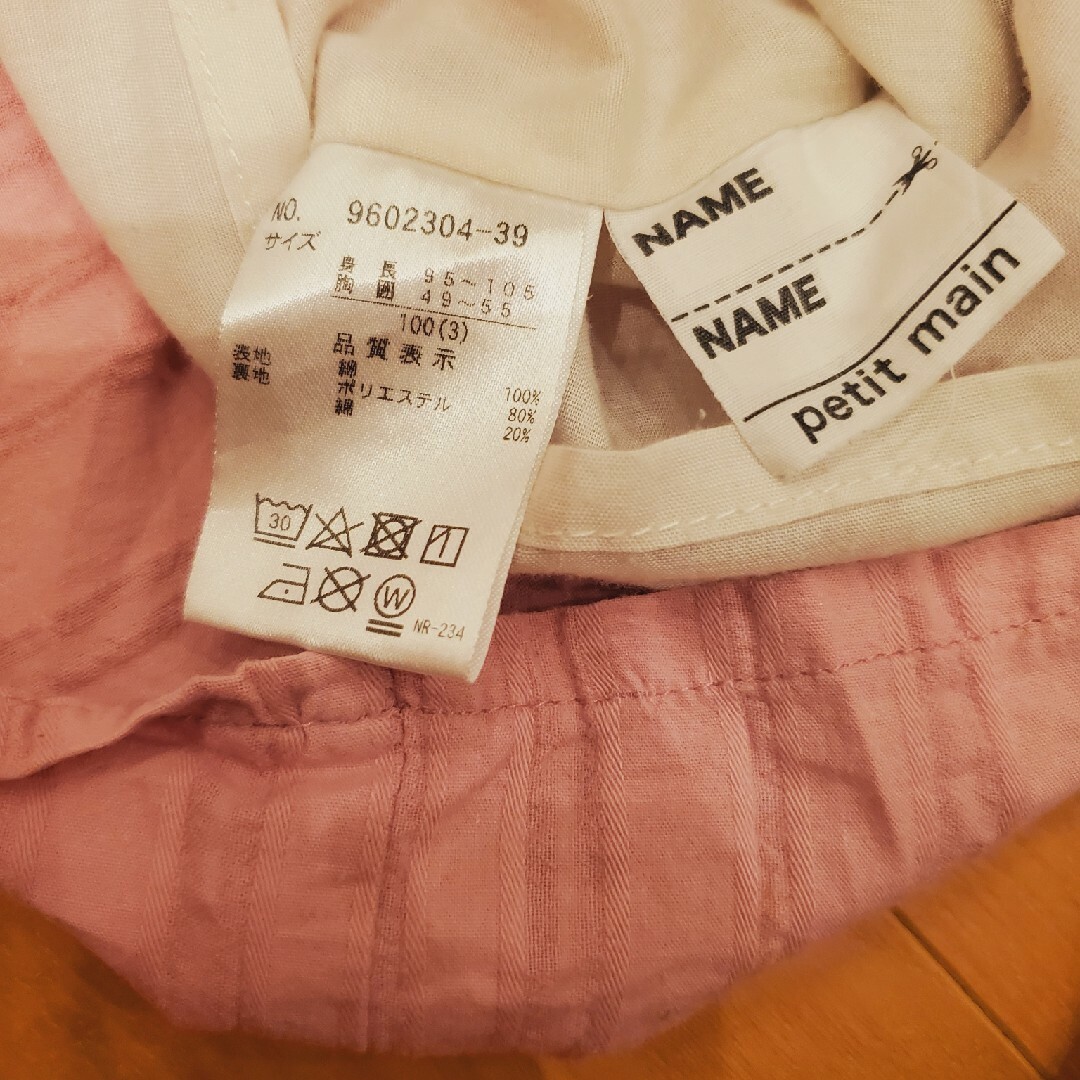 NO. 9602304-39
サイズ
身長 95~105
胸囲 49~55
100(3)
品質表示
表地 綿 100%
裏地 ポリエステル 80%
綿 20%
30
W
NR-234
NAME
NAME
petit main